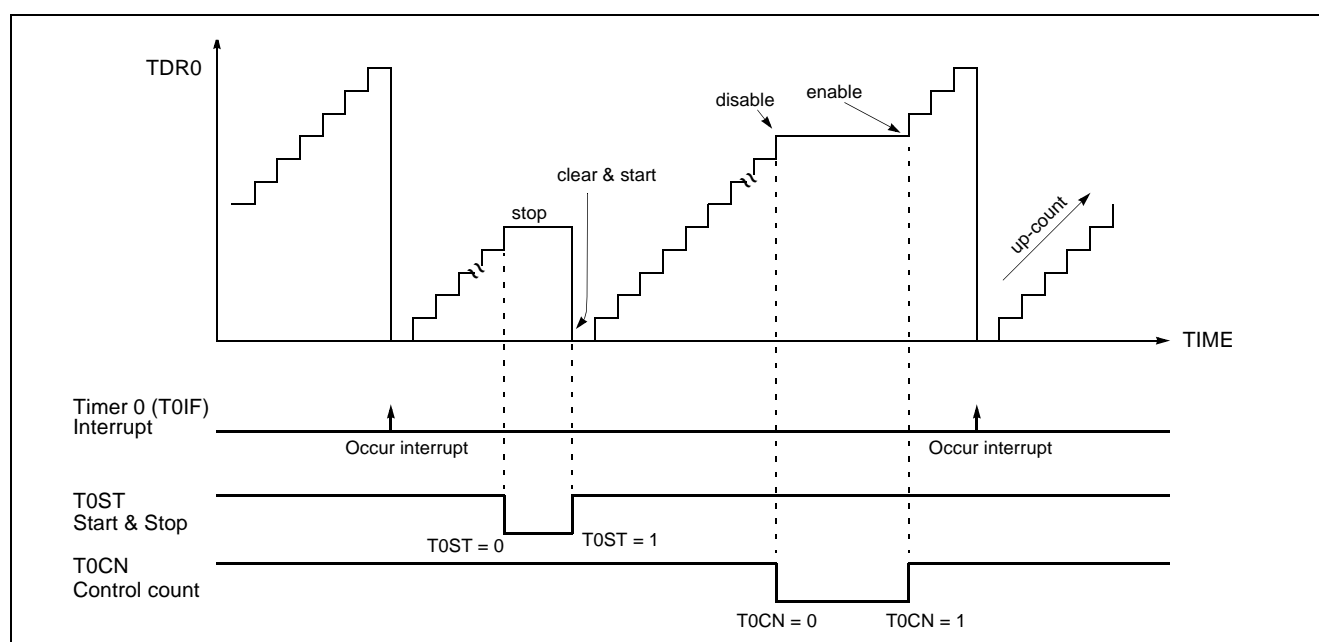 TDR0
disable
enable
clear & start
stop
up-count
TIME
Timer 0 (T0IF)
Interrupt
Occur interrupt
Occur interrupt
T0ST
Start & Stop
T0ST = 0
T0ST = 1
T0CN
Control count
T0CN = 0
T0CN = 1